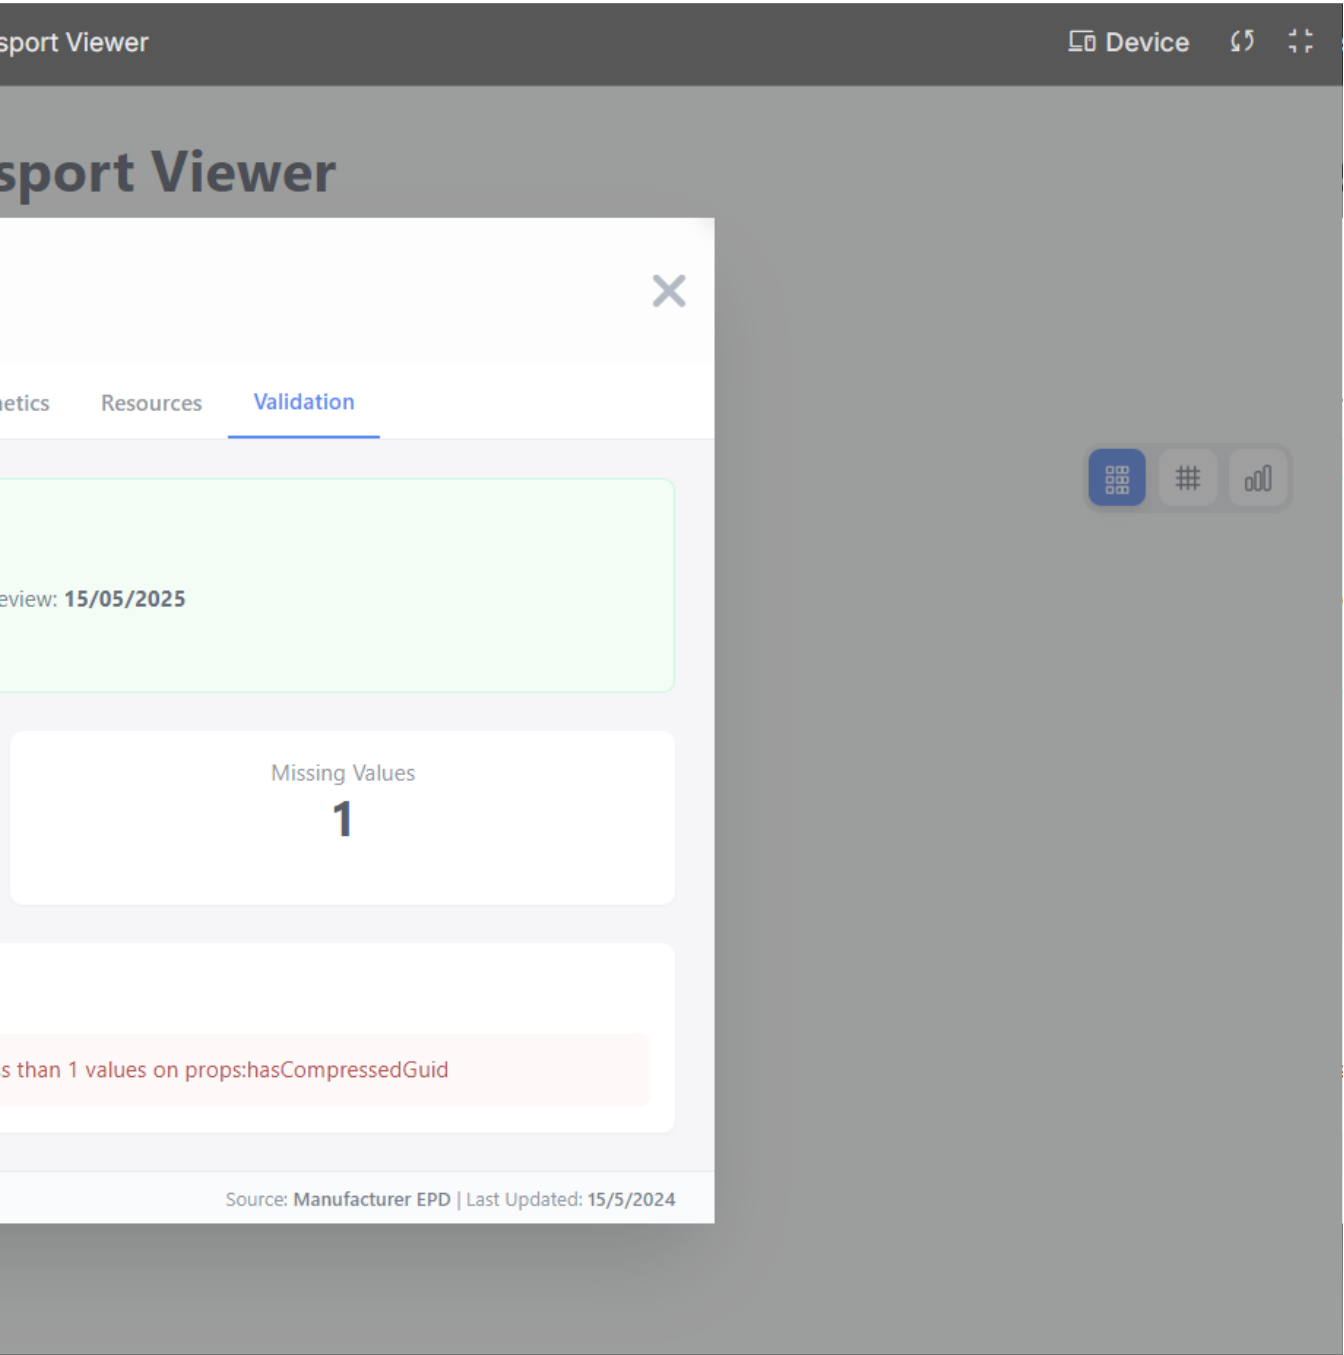 sport Viewer
Device
sport Viewer
netics Resources Validation
eview: 15/05/2025
Missing Values
1
s than 1 values on props:hasCompressedGuid
Source: Manufacturer EPD | Last Updated: 15/5/2024